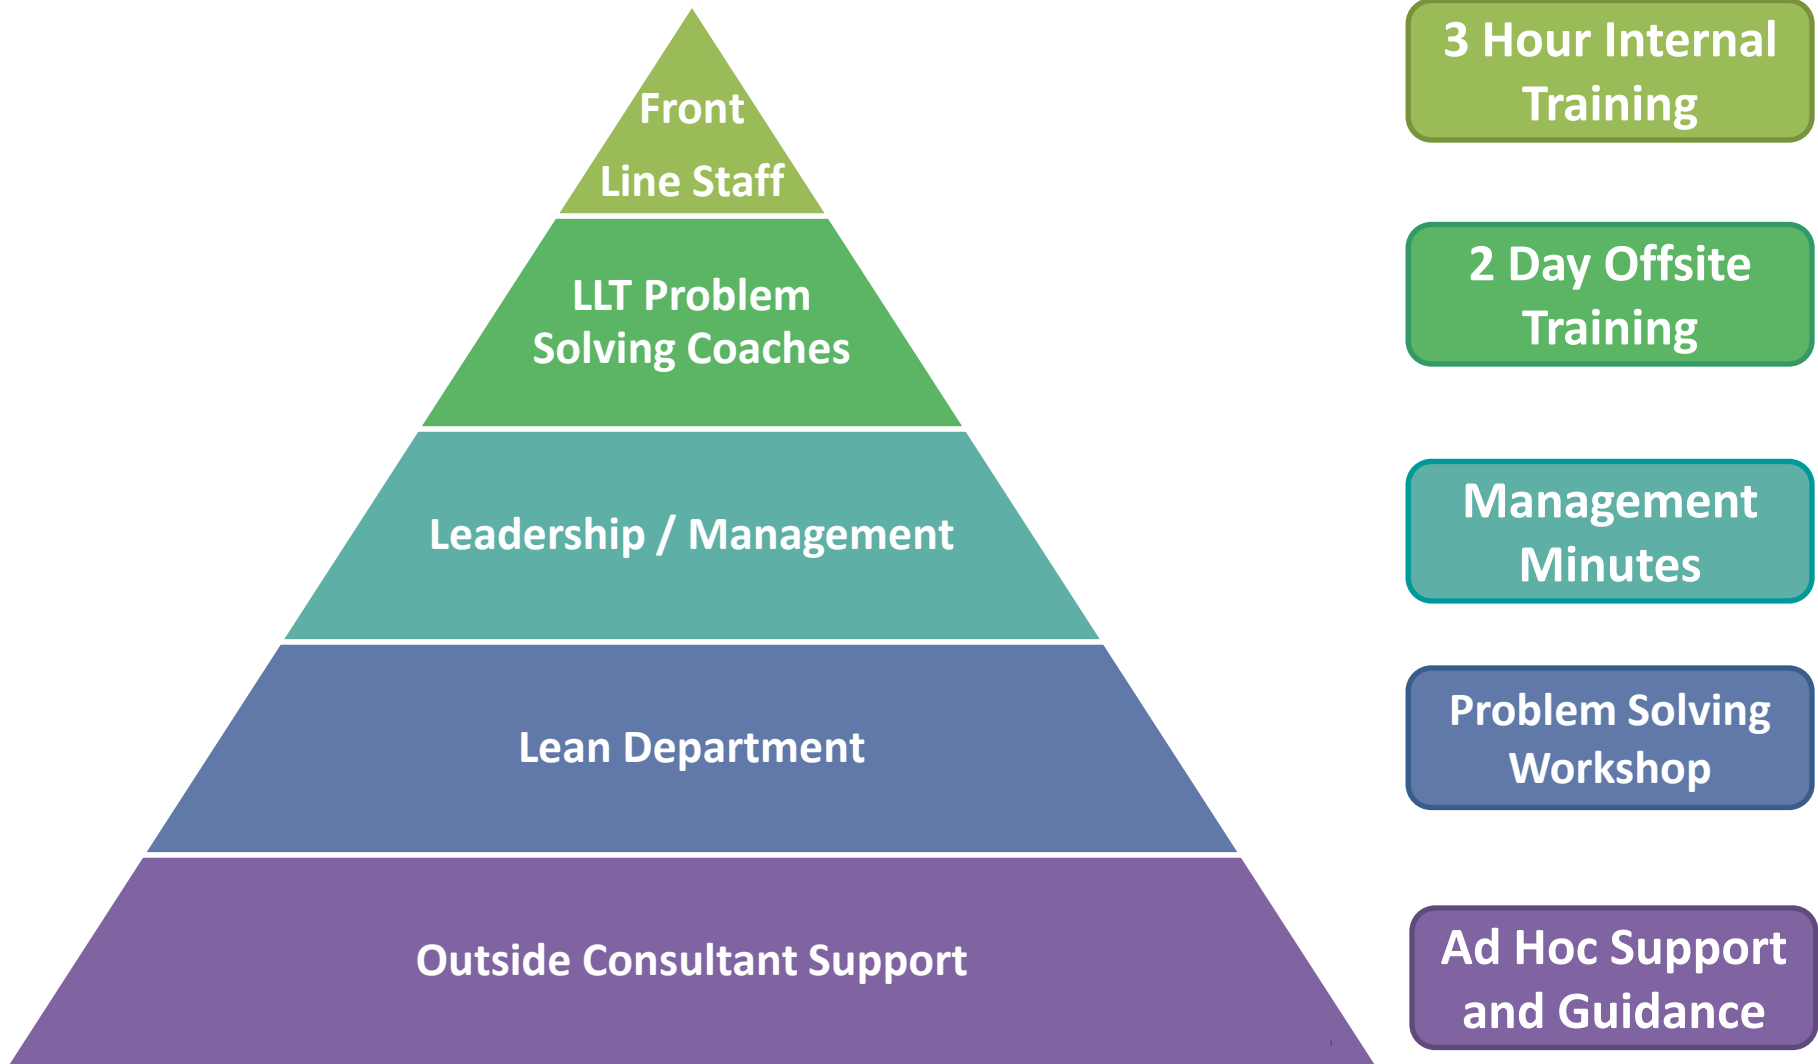 Front
Line Staff
3 Hour Internal
Training
LLT Problem
Solving Coaches
2 Day Offsite
Training
Leadership / Management
Management
Minutes
Lean Department
Problem Solving
Workshop
Outside Consultant Support
Ad Hoc Support
and Guidance